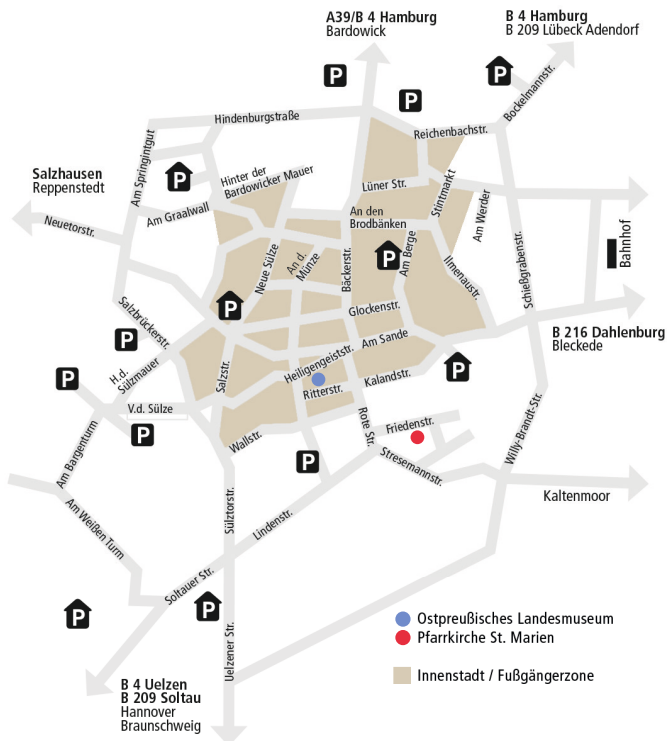 A39/B 4 Hamburg
Bardowick
B 4 Hamburg
B 209 Lübeck Adendorf
P
P
P
Bockelmannstr.
Hindenburgstraße
Reichenbachstr.
Am Springintgut
Salzhausen
Reppenstedt
P
Hinter der
Bardowicker Mauer
Lüner Str.
Stintmarkt
Am Werder
Neuetorstr.
Am Graalwall
An den
Brodbänken
Neue Sülze
An d.
Münze
Bäckerstr.
P
Am Berge
Ilmenaustr.
Schießgrabenstr.
Bahnhof
Salzbrückerstr.
P
Glockenstr.
P
Am Sande
B 216 Dahlenburg
Bleckede
H.d.
Sülzmauer
P
Salzstr.
Heiligengeiststr.
Ritterstr.
Kalandstr.
P
V.d. Sülze
P
Wallstr.
Rote Str.
Friedenstr.
Willy-Brandt-Str.
Am Bargenturm
P
Stresemannstr.
Kaltenmoor
Am Weißen Turm
Sülztorstr.
Lindenstr.
Soltauer Str.
P
P
Uelzener Str.
Ostpreußisches Landesmuseum
Pfarrkirche St. Marien
Innenstadt / Fußgängerzone
B 4 Uelzen
B 209 Soltau
Hannover
Braunschweig